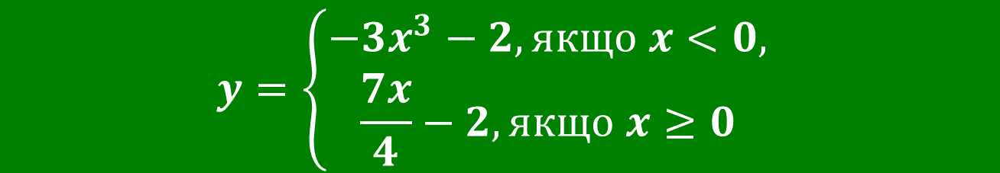 y = { −3x³ − 2, якщо x < 0,
7x/4 − 2, якщо x ≥ 0